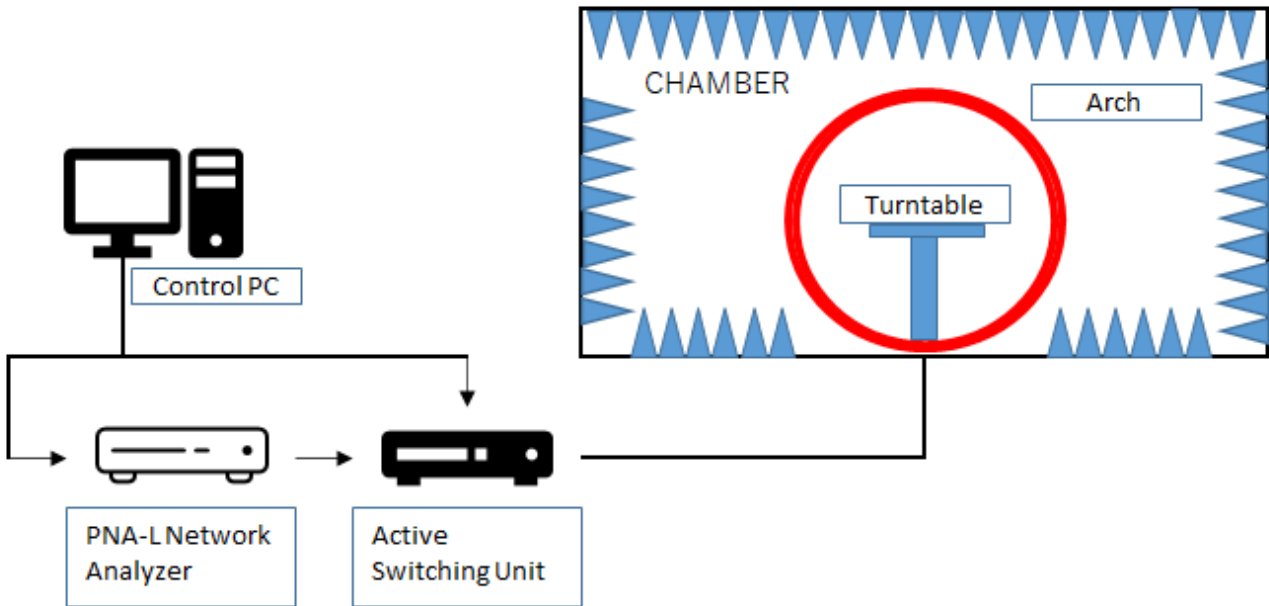 CHAMBER
Arch
Turntable
Control PC
PNA-L Network
Analyzer
Active
Switching Unit